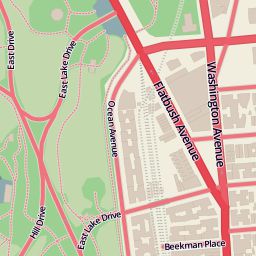 East Drive
East Lake Drive
Ocean Avenue
Flatbush Avenue
Washington Avenue
Hill Drive
East Lake Drive
Beekman Place